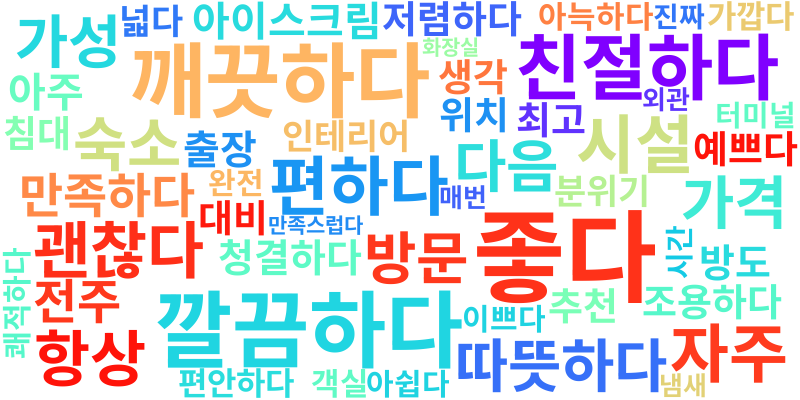 넓다 아이스크림 저렴하다 아늑하다 진짜 가깝다
가성 깨끗하다 화장실 친절하다
아주 생각 외관
침대 숙소 출장 인테리어 위치 최고 시설 터미널
예쁘다
만족하다 완전 편하다 다음 매번 분위기 가격
대비 만족스럽다
괜찮다 청결하다 방문 좋다 시간 방도
쾌적하다 전주 깔끔하다 이쁘다 추천 조용하다
항상 따뜻하다 자주
편안하다 객실 아쉽다 냄새